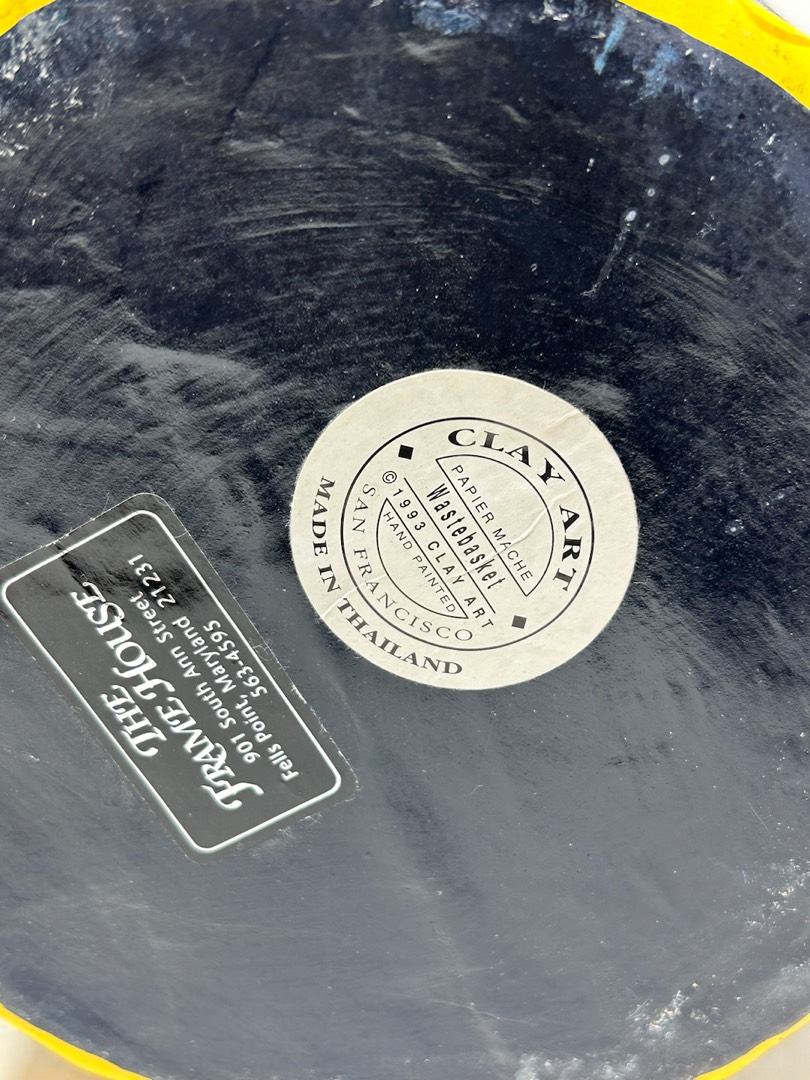 CLAY ART
PAPIER MACHE
Wastebasket
© 1993 CLAY ART
HAND PAINTED
SAN FRANCISCO
MADE IN THAILAND
THE
FRAME HOUSE
901 South Ann Street
Fells Point, Maryland 21231
563-4595